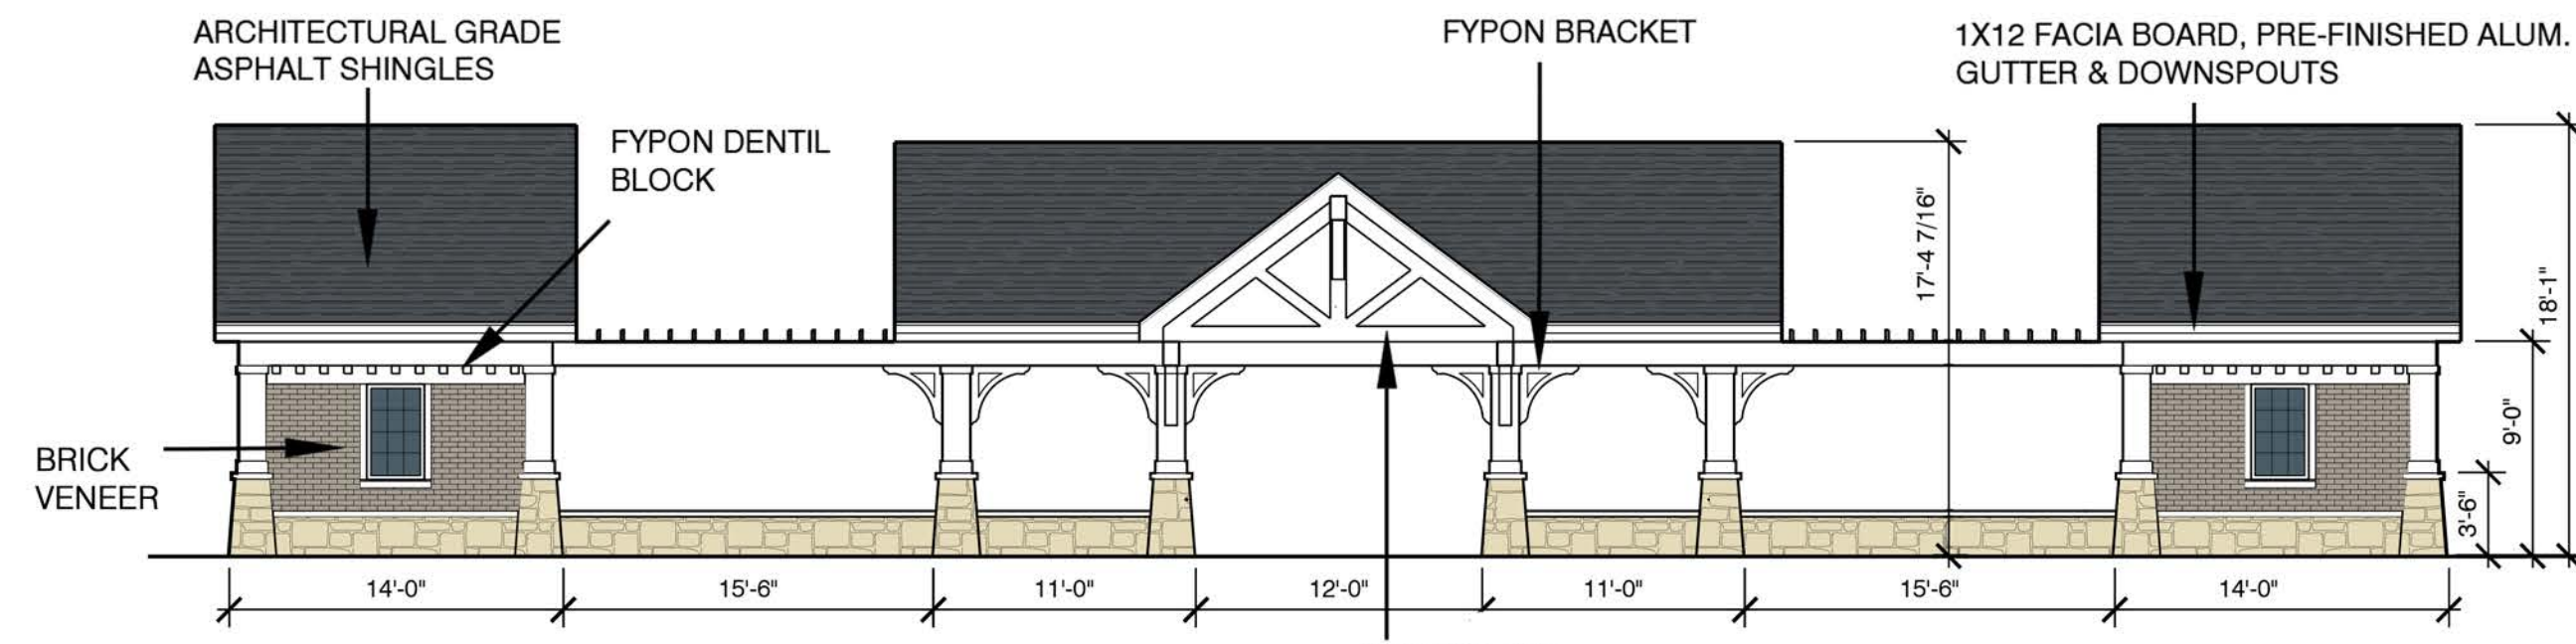 ARCHITECTURAL GRADE
ASPHALT SHINGLES
FYPON BRACKET
1X12 FACIA BOARD, PRE-FINISHED ALUM.
GUTTER & DOWNSPOUTS
FYPON DENTIL
BLOCK
BRICK
VENEER
17'-4 7/16"
18'-1"
9'-0"
3'-6"
14'-0"
15'-6"
11'-0"
12'-0"
11'-0"
15'-6"
14'-0"